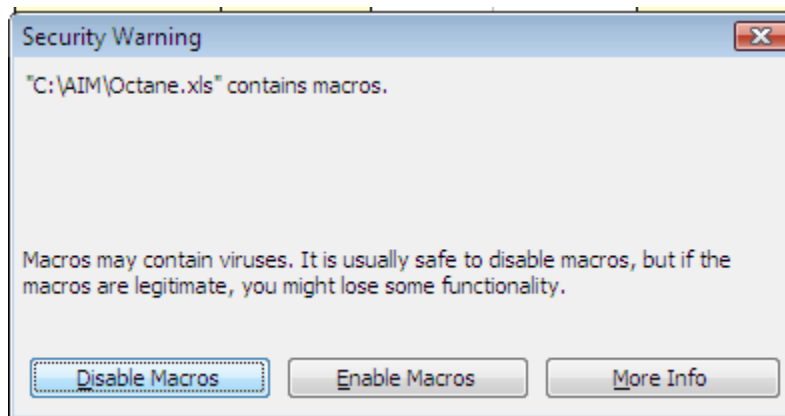 Security Warning
"C:\AIM\Octane.xls" contains macros.
Macros may contain viruses. It is usually safe to disable macros, but if the
macros are legitimate, you might lose some functionality.
Disable Macros Enable Macros More Info